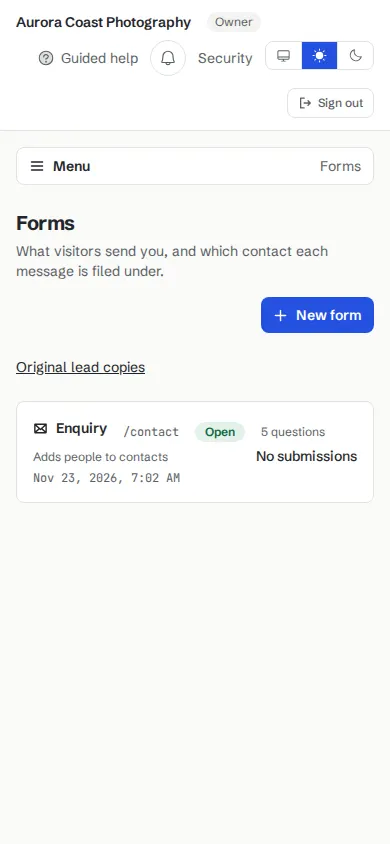 Aurora Coast Photography Owner
Guided help Security
Sign out
Menu Forms
Forms
What visitors send you, and which contact each
message is filed under.
New form
Original lead copies
Enquiry /contact Open 5 questions
Adds people to contacts No submissions
Nov 23, 2026, 7:02 AM